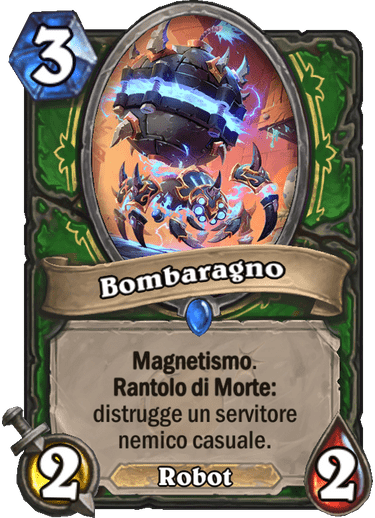 3
Bombaragno
Magnetismo.
Rantolo di Morte:
distrugge un servitore
nemico casuale.
2
Robot
2